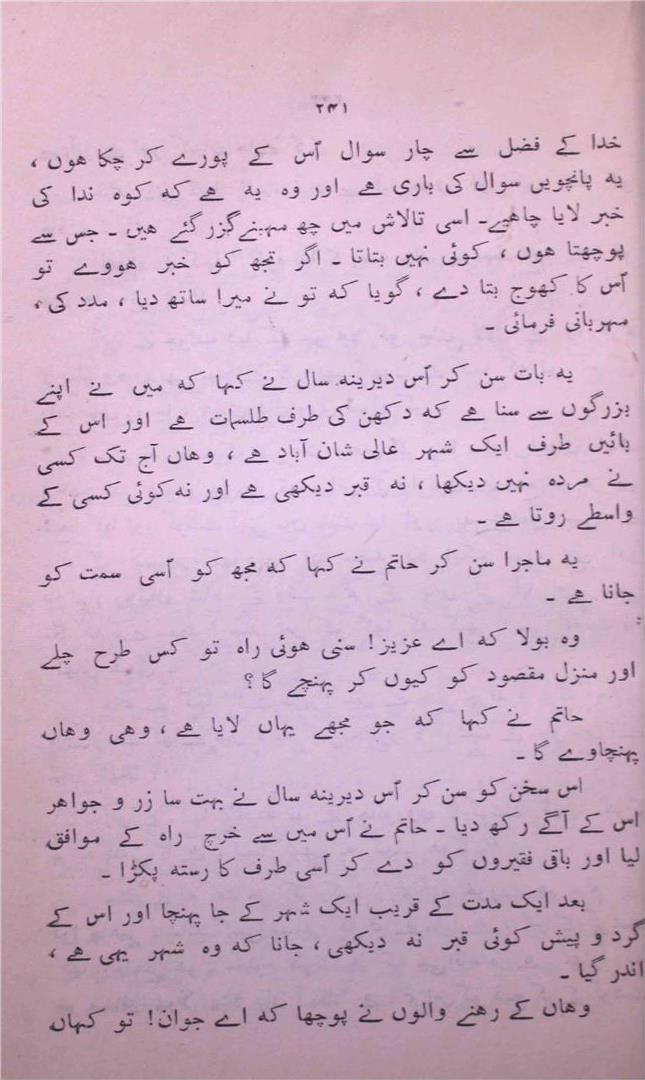 ۲۴۱
خدا کے فضل سے چار سوال اُس کے پورے کر چکا ہوں ،
یہ پانچویں سوال کی باری ہے اور وہ یہ ہے کہ کوہ ندا کی
خبر لایا چاہیے۔ اسی تالاش میں چھ مہینے گزر گئے ہیں ۔ جس سے
پوچھتا ہوں ، کوئی نہیں بتاتا ۔ اگر تجھ کو خبر ہووے تو
اُس کا کھوج بتا دے ، گویا کہ تو نے میرا ساتھ دیا ، مدد کی ،
مہربانی فرمائی ۔
یہ بات سن کر اُس دیرینہ سال نے کہا کہ میں نے اپنے
بزرگوں سے سنا ہے کہ دکھن کی طرف طلسمات ہے اور اس کے
بائیں طرف ایک شہر عالی شان آباد ہے ، وہاں آج تک کسی
نے مردہ نہیں دیکھا ، نہ قبر دیکھی ہے اور نہ کوئی کسی کے
واسطے روتا ہے ۔
یہ ماجرا سن کر حاتم نے کہا کہ مجھ کو اُسی سمت کو
جانا ہے ۔
وہ بولا کہ اے عزیز! سنی ہوئی راہ تو کس طرح چلے
اور منزل مقصود کو کیوں کر پہنچے گا ؟
حاتم نے کہا کہ جو مجھے یہاں لایا ہے ، وہی وہاں
پہنچاوے گا ۔
اس سخن کو سن کر اُس دیرینہ سال نے بہت سا زر و جواہر
اس کے آگے رکھ دیا ۔ حاتم نے اُس میں سے خرچ راہ کے موافق
لیا اور باقی فقیروں کو دے کر اُسی طرف کا رستہ پکڑا ۔
بعد ایک مدت کے قریب ایک شہر کے جا پہنچا اور اس کے
گرد و پیش کوئی قبر نہ دیکھی ، جانا کہ وہ شہر یہی ہے ،
اندر گیا ۔
وہاں کے رہنے والوں نے پوچھا کہ اے جوان! تو کہاں